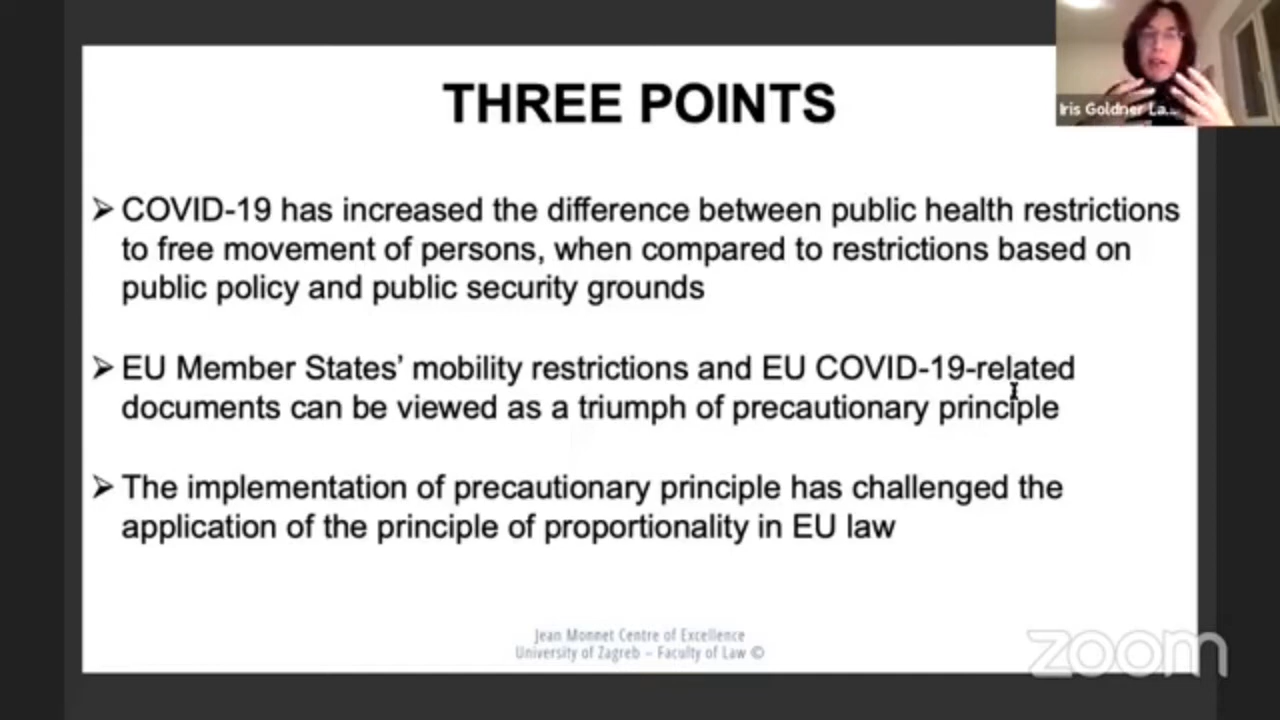 THREE POINTS
Iris Goldner La...
➢ COVID-19 has increased the difference between public health restrictions
to free movement of persons, when compared to restrictions based on
public policy and public security grounds
➢ EU Member States’ mobility restrictions and EU COVID-19-related
documents can be viewed as a triumph of precautionary principle
➢ The implementation of precautionary principle has challenged the
application of the principle of proportionality in EU law
Jean Monnet Centre of Excellence
University of Zagreb – Faculty of Law ©
zoom